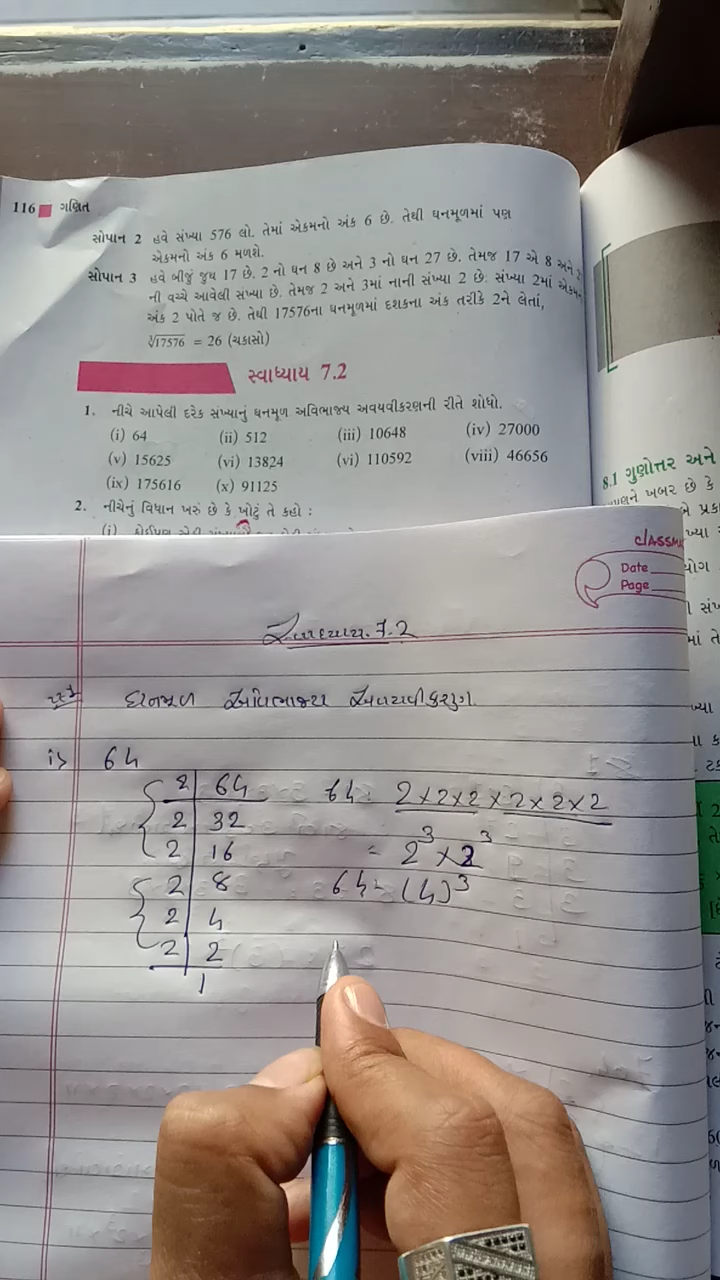 116 ગણિત
સોપાન 2 હવે સંખ્યા 576 લો. તેમાં એકમનો અંક 6 છે. તેથી ઘનમૂળમાં પણ
એકમનો અંક 6 મળશે.
સોપાન 3 હવે બીજું જુથ 17 છે. 2 નો ઘન 8 છે અને 3 નો ઘન 27 છે. તેમજ 17 એ 8 અને
ની વચ્ચે આવેલી સંખ્યા છે. તેમજ 2 અને 3માં નાની સંખ્યા 2 છે. સંખ્યા 2માં
અંક 2 પોતે જ છે. તેથી 17576ના ઘનમૂળમાં દશકના અંક તરીકે 2ને લેતાં,
∛17576 = 26 (ચકાસો)
સ્વાધ્યાય 7.2
1. નીચે આપેલી દરેક સંખ્યાનું ઘનમૂળ અવિભાજ્ય અવયવીકરણની રીતે શોધો.
(i) 64 (ii) 512 (iii) 10648 (iv) 27000
(v) 15625 (vi) 13824 (vi) 110592 (viii) 46656
(ix) 175616 (x) 91125
2. નીચેનું વિધાન ખરું છે કે ખોટું તે કહો :
(i)
8.1 ગુણોત્તર અને
ખબર છે કે
Date
Page
સ્વાધ્યાય. 7.2
ઘનમૂળ અવિભાજ્ય અવયવીકરણ
i> 64
2 | 64 64 = 2×2×2×2×2×2
2 | 32
2 | 16 = 2³×2³
2 | 8 64 = (4)³
2 | 4
2 | 2
1